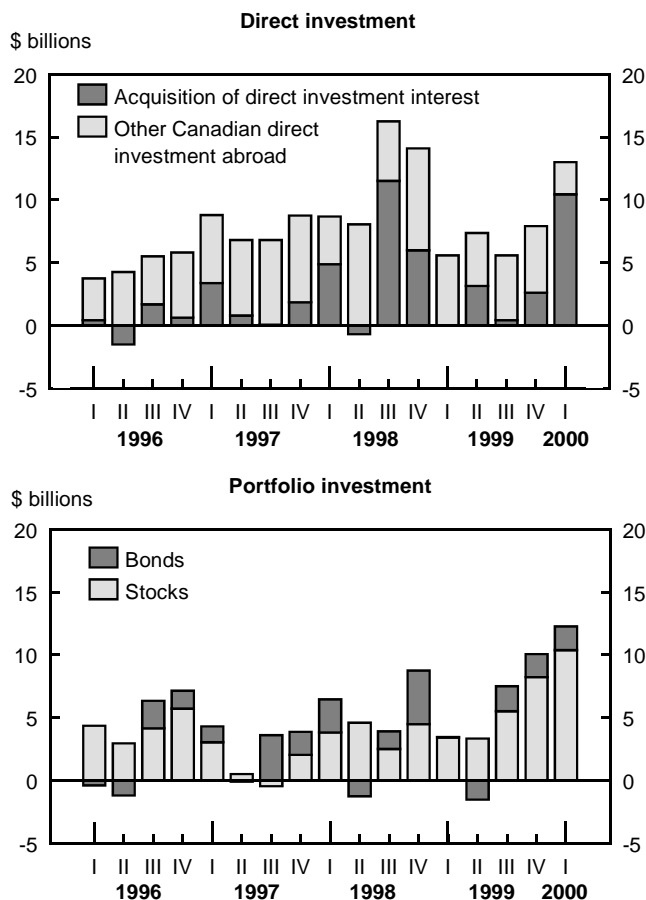 Direct investment
$ billions
20 20
Acquisition of direct investment interest
Other Canadian direct
investment abroad
15 15
10 10
5 5
0 0
-5 -5
I II III IV I II III IV I II III IV I II III IV I
1996 1997 1998 1999 2000
Portfolio investment
$ billions
20 20
Bonds
Stocks
15 15
10 10
5 5
0 0
-5 -5
I II III IV I II III IV I II III IV I II III IV I
1996 1997 1998 1999 2000